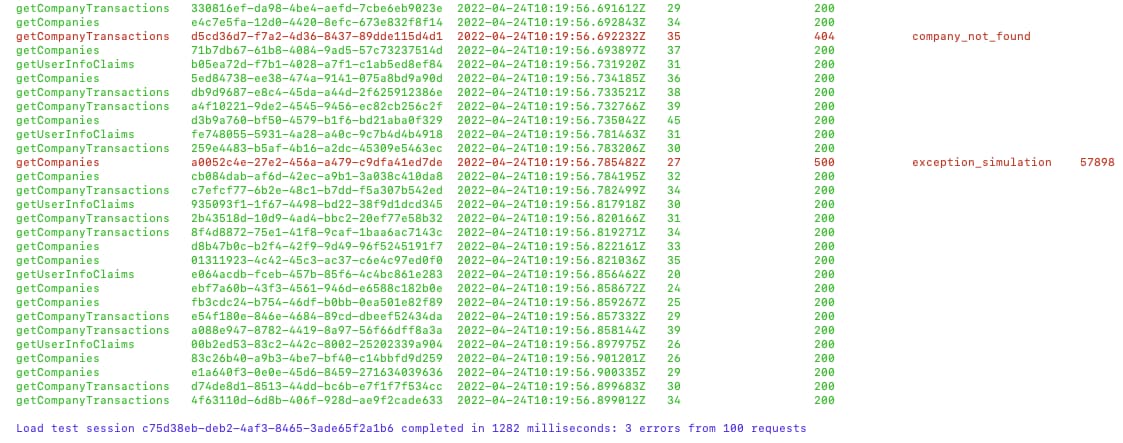 getCompanyTransactions 330816ef-da98-4be4-aefd-7cbe6eb9023e 2022-04-24T10:19:56.691612Z 29 200
getCompanies e4c7e5fa-12d0-4420-8efc-673e832f8f14 2022-04-24T10:19:56.692843Z 34 200
getCompanyTransactions d5cd36d7-f7a2-4d36-8437-89dde115d4d1 2022-04-24T10:19:56.692232Z 35 404 company_not_found
getCompanies 71b7db67-61b8-4084-9ad5-57c73237514d 2022-04-24T10:19:56.693897Z 37 200
getUserInfoClaims b05ea72d-f7b1-4028-a7f1-c1ab5ed8ef84 2022-04-24T10:19:56.731920Z 31 200
getCompanies 5ed84738-ee38-474a-9141-075a8bd9a90d 2022-04-24T10:19:56.734185Z 36 200
getCompanyTransactions db9d9687-e8c4-45da-a44d-2f625912386e 2022-04-24T10:19:56.733521Z 38 200
getCompanyTransactions a4f10221-9de2-4545-9456-ec82cb256c2f 2022-04-24T10:19:56.732766Z 39 200
getCompanies d3b9a760-bf50-4579-b1f6-bd21aba0f329 2022-04-24T10:19:56.735042Z 45 200
getUserInfoClaims fe748055-5931-4a28-a40c-9c7b4d4b4918 2022-04-24T10:19:56.781463Z 31 200
getCompanyTransactions 259e4483-b5af-4b16-a2dc-45309e5463ec 2022-04-24T10:19:56.783206Z 30 200
getCompanies a0052c4e-27e2-456a-a479-c9dfa41ed7de 2022-04-24T10:19:56.785482Z 27 500 exception_simulation 57898
getCompanies cb084dab-af6d-42ec-a9b1-3a038c410da8 2022-04-24T10:19:56.784195Z 32 200
getCompanyTransactions c7efcf77-6b2e-48c1-b7dd-f5a307b542ed 2022-04-24T10:19:56.782499Z 34 200
getUserInfoClaims 935093f1-1f67-4498-bd22-38f9d1dcd345 2022-04-24T10:19:56.817918Z 30 200
getCompanyTransactions 2b43518d-10d9-4ad4-bbc2-20ef77e58b32 2022-04-24T10:19:56.820166Z 31 200
getCompanyTransactions 8f4d8872-75e1-41f8-9caf-1baa6ac7143c 2022-04-24T10:19:56.819271Z 34 200
getCompanies d8b47b0c-b2f4-42f9-9d49-96f5245191f7 2022-04-24T10:19:56.822161Z 33 200
getCompanies 01311923-4c42-45c3-ac37-c6e4c97ed0f0 2022-04-24T10:19:56.821036Z 35 200
getUserInfoClaims e064acdb-fceb-457b-85f6-4c4bc861e283 2022-04-24T10:19:56.856462Z 20 200
getCompanies ebf7a60b-43f3-4561-946d-e6588c182b0e 2022-04-24T10:19:56.858672Z 24 200
getCompanies fb3cdc24-b754-46df-b0bb-0ea501e82f89 2022-04-24T10:19:56.859267Z 25 200
getCompanyTransactions e54f180e-846e-4684-89cd-dbeef52434da 2022-04-24T10:19:56.857332Z 29 200
getCompanyTransactions a088e947-8782-4419-8a97-56f66dff8a3a 2022-04-24T10:19:56.858144Z 39 200
getUserInfoClaims 00b2ed53-83c2-442c-8002-25202339a904 2022-04-24T10:19:56.897975Z 26 200
getCompanies 83c26b40-a9b3-4be7-bf40-c14bbfd9d259 2022-04-24T10:19:56.901201Z 26 200
getCompanies e1a640f3-0e0e-45d6-8459-271634039636 2022-04-24T10:19:56.900335Z 29 200
getCompanyTransactions d74de8d1-8513-44dd-bc6b-e7f1f7f534cc 2022-04-24T10:19:56.899683Z 30 200
getCompanyTransactions 4f63110d-6d8b-406f-928d-ae9f2cade633 2022-04-24T10:19:56.899012Z 34 200
Load test session c75d38eb-deb2-4af3-8465-3ade65f2a1b6 completed in 1282 milliseconds: 3 errors from 100 requests